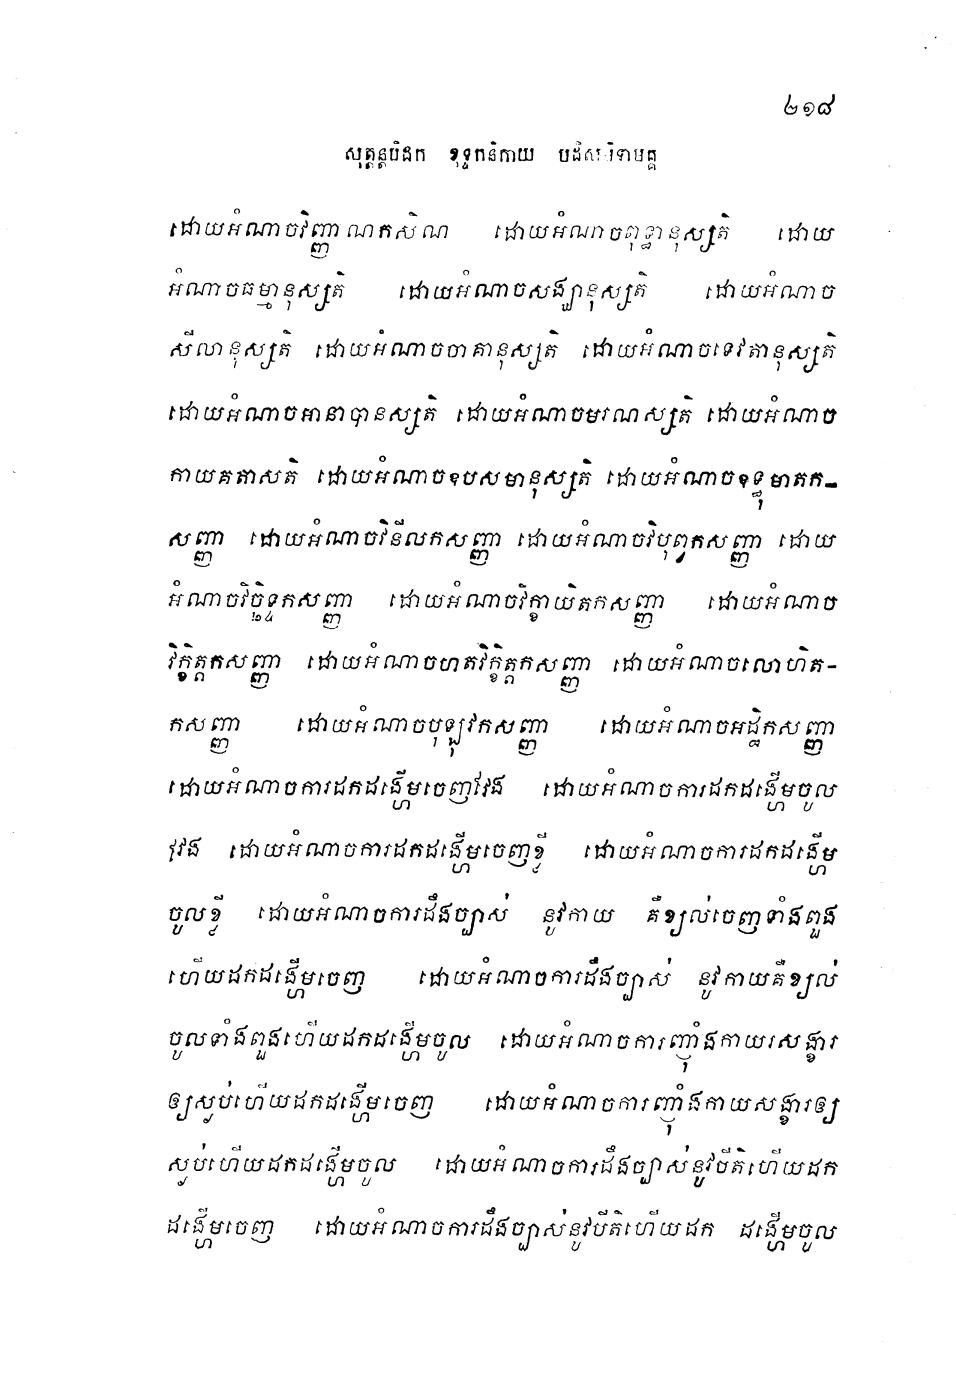 ២១៨
សុត្តន្តបិដក ខុទ្ទកនិកាយ បដិសម្ភិទាមគ្គ
ដោយអំណាចវិញ្ញាណកសិណ ដោយអំណាចពុទ្ធានុស្សតិ ដោយ
អំណាចធម្មានុស្សតិ ដោយអំណាចសង្ឃានុស្សតិ ដោយអំណាច
សីលានុស្សតិ ដោយអំណាចចាគានុស្សតិ ដោយអំណាចទេវតានុស្សតិ
ដោយអំណាចអានាបានស្សតិ ដោយអំណាចមរណស្សតិ ដោយអំណាច
កាយគតាសតិ ដោយអំណាចឧបសមានុស្សតិ ដោយអំណាចឧទ្ធុមាតក-
សញ្ញា ដោយអំណាចវិនីលកសញ្ញា ដោយអំណាចវិបុព្វកសញ្ញា ដោយ
អំណាចវិច្ឆិទ្ទកសញ្ញា ដោយអំណាចវិក្ខាយិតកសញ្ញា ដោយអំណាច
វិក្ខិត្តកសញ្ញា ដោយអំណាចហតវិក្ខិត្តកសញ្ញា ដោយអំណាចលោហិត-
កសញ្ញា ដោយអំណាចបុឡុវកសញ្ញា ដោយអំណាចអដ្ឋិកសញ្ញា
ដោយអំណាចការដកដង្ហើមចេញវែង ដោយអំណាចការដកដង្ហើមចូល
វែង ដោយអំណាចការដកដង្ហើមចេញខ្លី ដោយអំណាចការដកដង្ហើម
ចូលខ្លី ដោយអំណាចការដឹងច្បាស់ នូវកាយ គឺខ្យល់ចេញទាំងពួង
ហើយដកដង្ហើមចេញ ដោយអំណាចការដឹងច្បាស់ នូវកាយគឺខ្យល់
ចូលទាំងពួងហើយដកដង្ហើមចូល ដោយអំណាចការញ៉ាំងកាយរសង្ខារ
ឲ្យស្ងប់ហើយដកដង្ហើមចេញ ដោយអំណាចការញ៉ាំងកាយសង្ខារឲ្យ
ស្ងប់ហើយដកដង្ហើមចូល ដោយអំណាចការដឹងច្បាស់នូវបីតិហើយដក
ដង្ហើមចេញ ដោយអំណាចការដឹងច្បាស់នូវបីតិហើយដក ដង្ហើមចូល